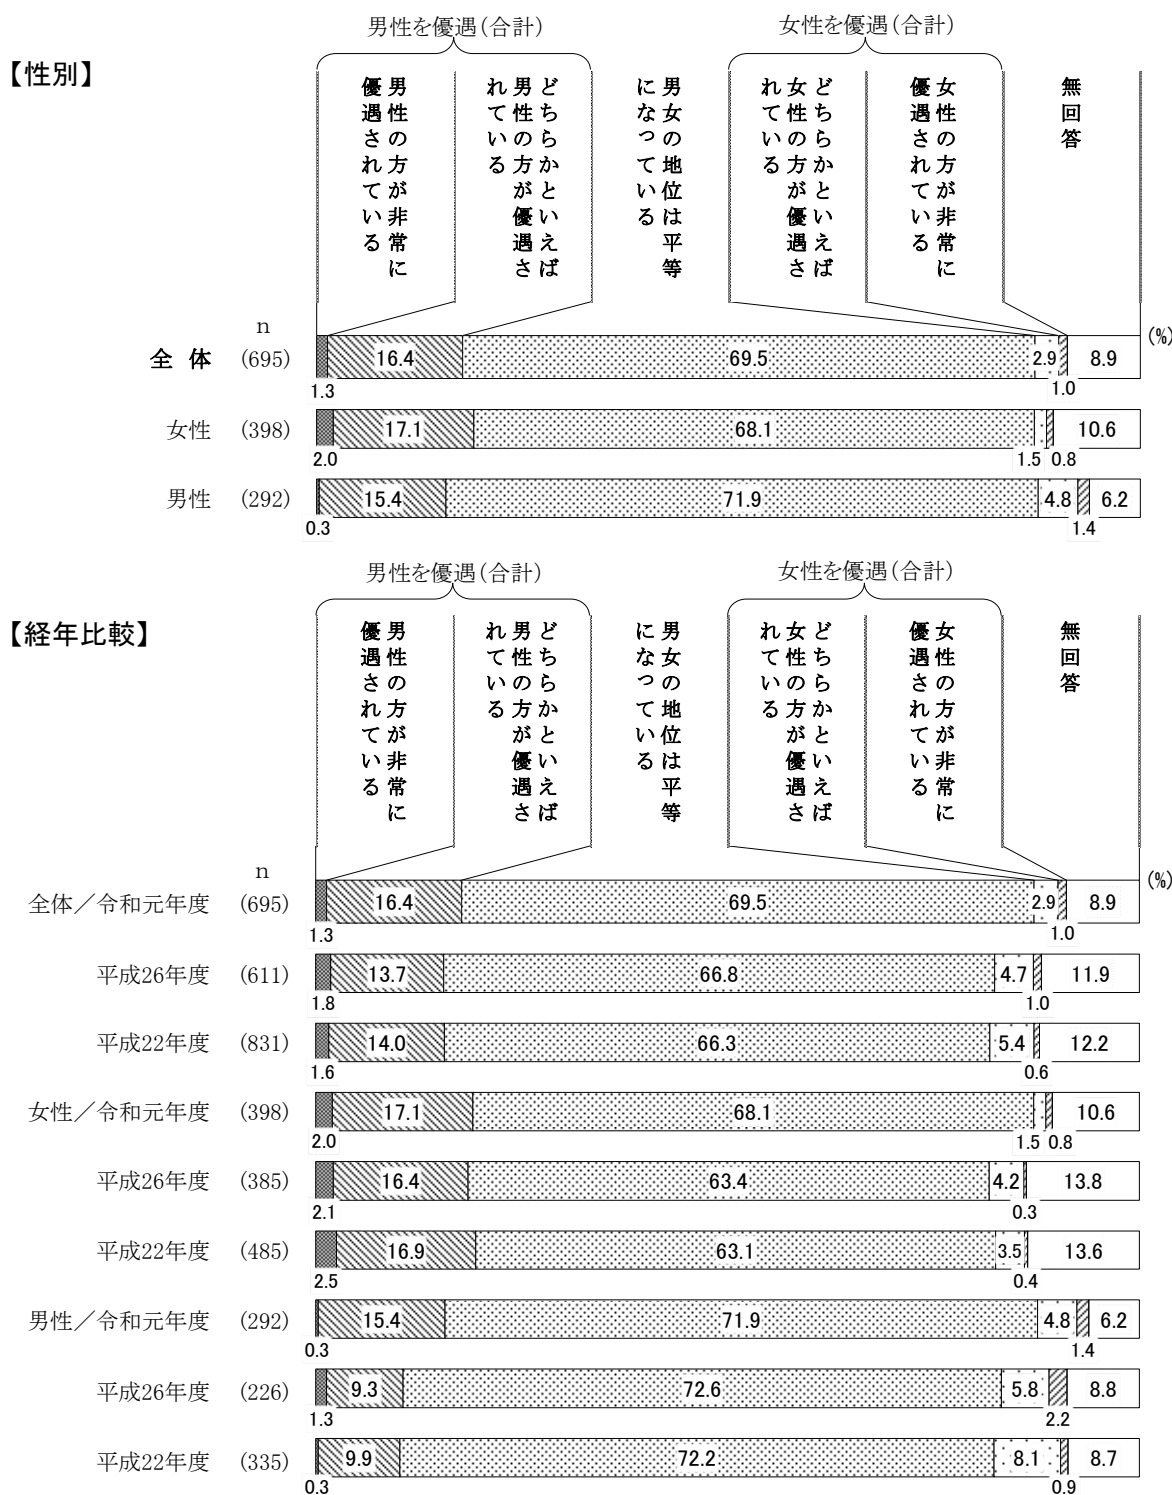 男性を優遇(合計)
女性を優遇(合計)
【性別】
男性の方が非常に
優遇されている
どちらかといえば
男性の方が優遇さ
れている
男女の地位は平等
になっている
どちらかといえば
女性の方が優遇さ
れている
女性の方が非常に
優遇されている
無回答
n
(%)
全 体 (695) 16.4 69.5 2.9 8.9
1.3 1.0
女性 (398) 17.1 68.1 10.6
2.0 1.5 0.8
男性 (292) 15.4 71.9 4.8 6.2
0.3 1.4
男性を優遇(合計)
女性を優遇(合計)
【経年比較】
男性の方が非常に
優遇されている
どちらかといえば
男性の方が優遇さ
れている
男女の地位は平等
になっている
どちらかといえば
女性の方が優遇さ
れている
女性の方が非常に
優遇されている
無回答
n
(%)
全体/令和元年度 (695) 16.4 69.5 2.9 8.9
1.3 1.0
平成26年度 (611) 13.7 66.8 4.7 11.9
1.8 1.0
平成22年度 (831) 14.0 66.3 5.4 12.2
1.6 0.6
女性/令和元年度 (398) 17.1 68.1 10.6
2.0 1.5 0.8
平成26年度 (385) 16.4 63.4 4.2 13.8
2.1 0.3
平成22年度 (485) 16.9 63.1 3.5 13.6
2.5 0.4
男性/令和元年度 (292) 15.4 71.9 4.8 6.2
0.3 1.4
平成26年度 (226) 9.3 72.6 5.8 8.8
1.3 2.2
平成22年度 (335) 9.9 72.2 8.1 8.7
0.3 0.9